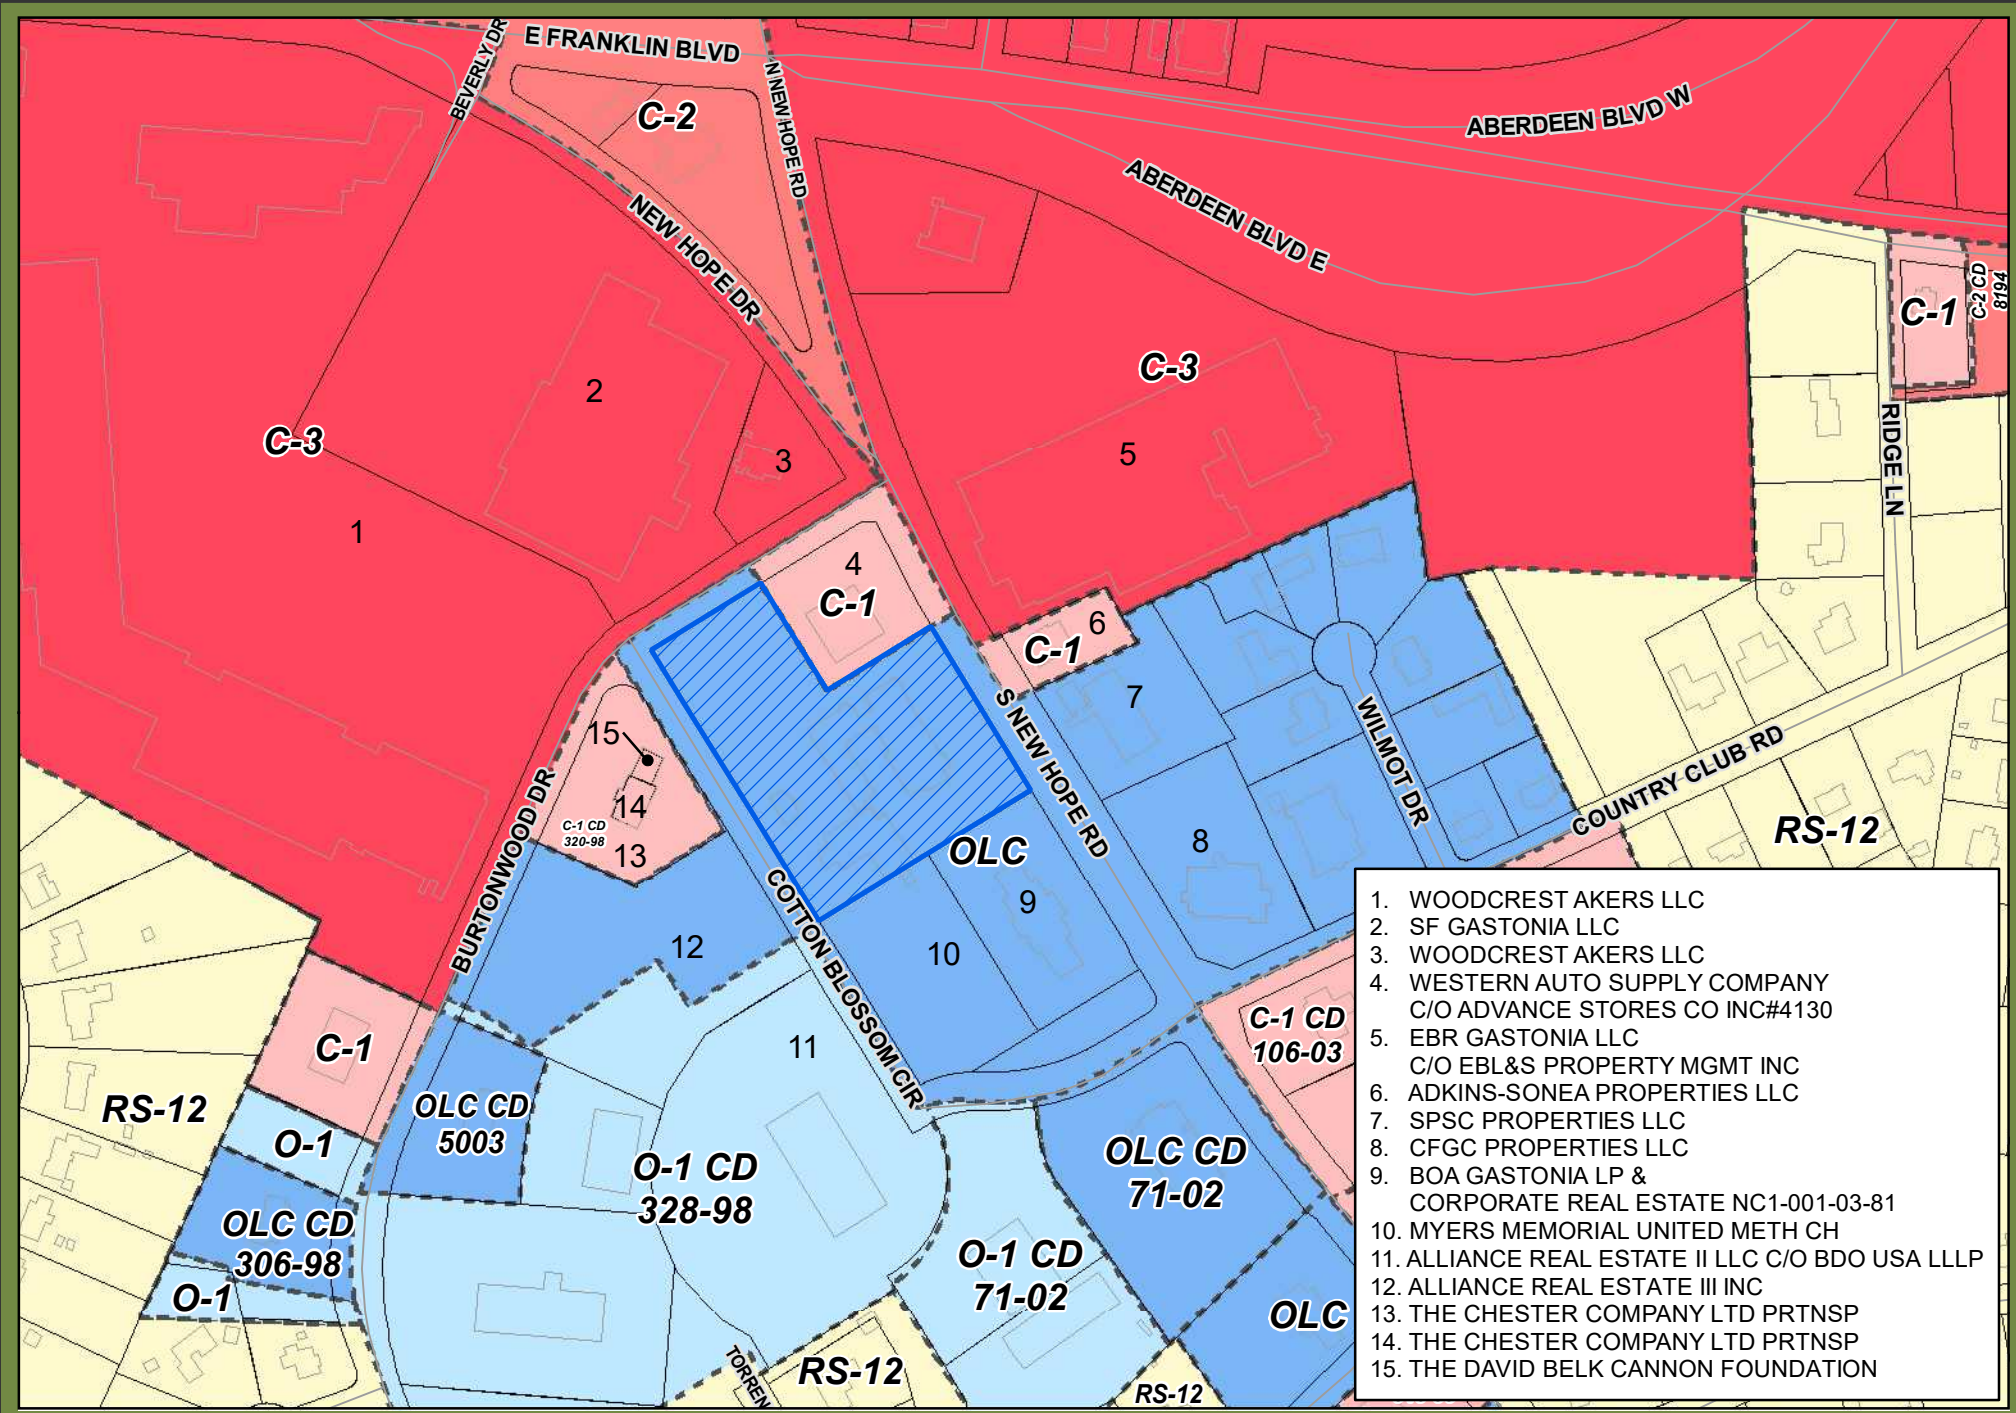 BEVERLY DR
E FRANKLIN BLVD
N NEW HOPE RD
C-2
ABERDEEN BLVD W
ABERDEEN BLVD E
NEW HOPE DR
C-1
C-2 CD
8194
C-3
2
C-3
3
5
RIDGE LN
1
4
C-1
6
C-1
7
S NEW HOPE RD
WILMOT DR
COUNTRY CLUB RD
RS-12
15
14
C-1 CD
320-98
13
BURTONWOOD DR
OLC
8
9
COTTON BLOSSOM CIR
12
10
11
C-1
C-1 CD
106-03
RS-12
OLC CD
5003
O-1
O-1 CD
328-98
OLC CD
71-02
OLC CD
306-98
O-1
O-1 CD
71-02
OLC
RS-12
RS-12
TORREN
1. WOODCREST AKERS LLC
2. SF GASTONIA LLC
3. WOODCREST AKERS LLC
4. WESTERN AUTO SUPPLY COMPANY
C/O ADVANCE STORES CO INC#4130
5. EBR GASTONIA LLC
C/O EBL&S PROPERTY MGMT INC
6. ADKINS-SONEA PROPERTIES LLC
7. SPSC PROPERTIES LLC
8. CFGC PROPERTIES LLC
9. BOA GASTONIA LP &
CORPORATE REAL ESTATE NC1-001-03-81
10. MYERS MEMORIAL UNITED METH CH
11. ALLIANCE REAL ESTATE II LLC C/O BDO USA LLLP
12. ALLIANCE REAL ESTATE III INC
13. THE CHESTER COMPANY LTD PRTNSP
14. THE CHESTER COMPANY LTD PRTNSP
15. THE DAVID BELK CANNON FOUNDATION